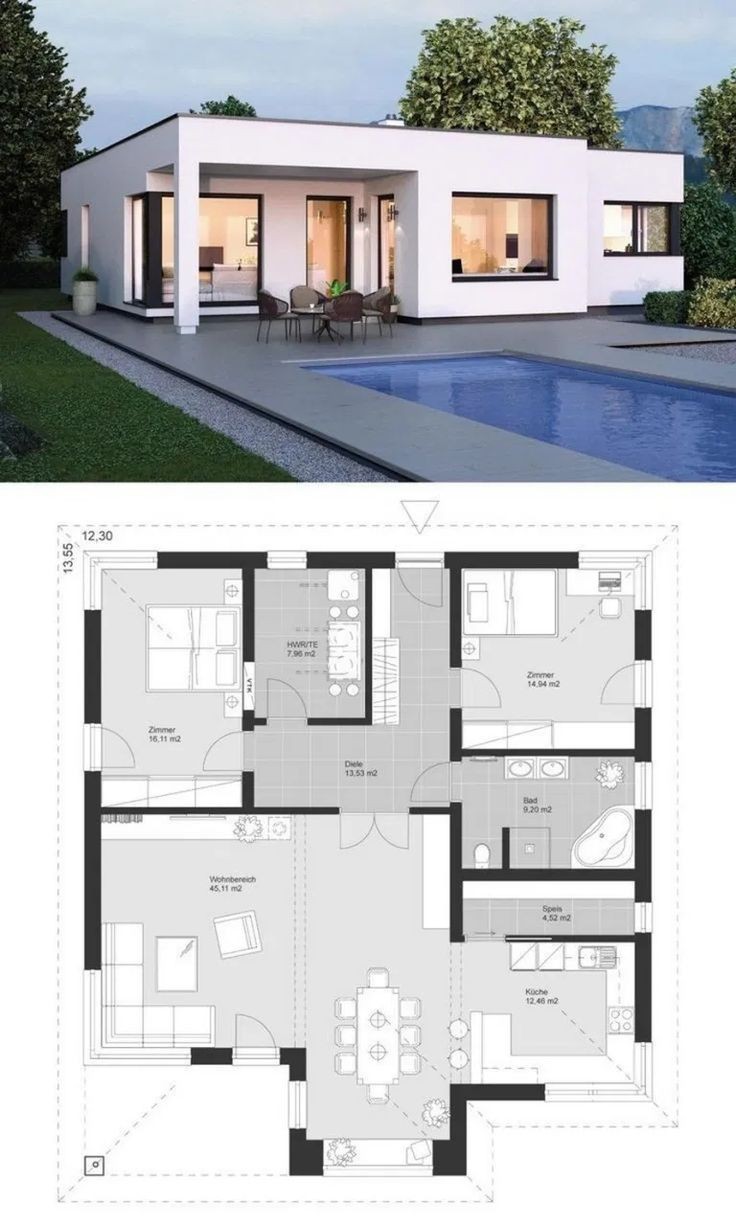 12,30
13,55
HWR/TE
7,96 m2
Zimmer
14,94 m2
VTK
Zimmer
16,11 m2
Diele
13,53 m2
Bad
9,20 m2
Wohnbereich
45,11 m2
Speis
4,52 m2
Küche
12,46 m2